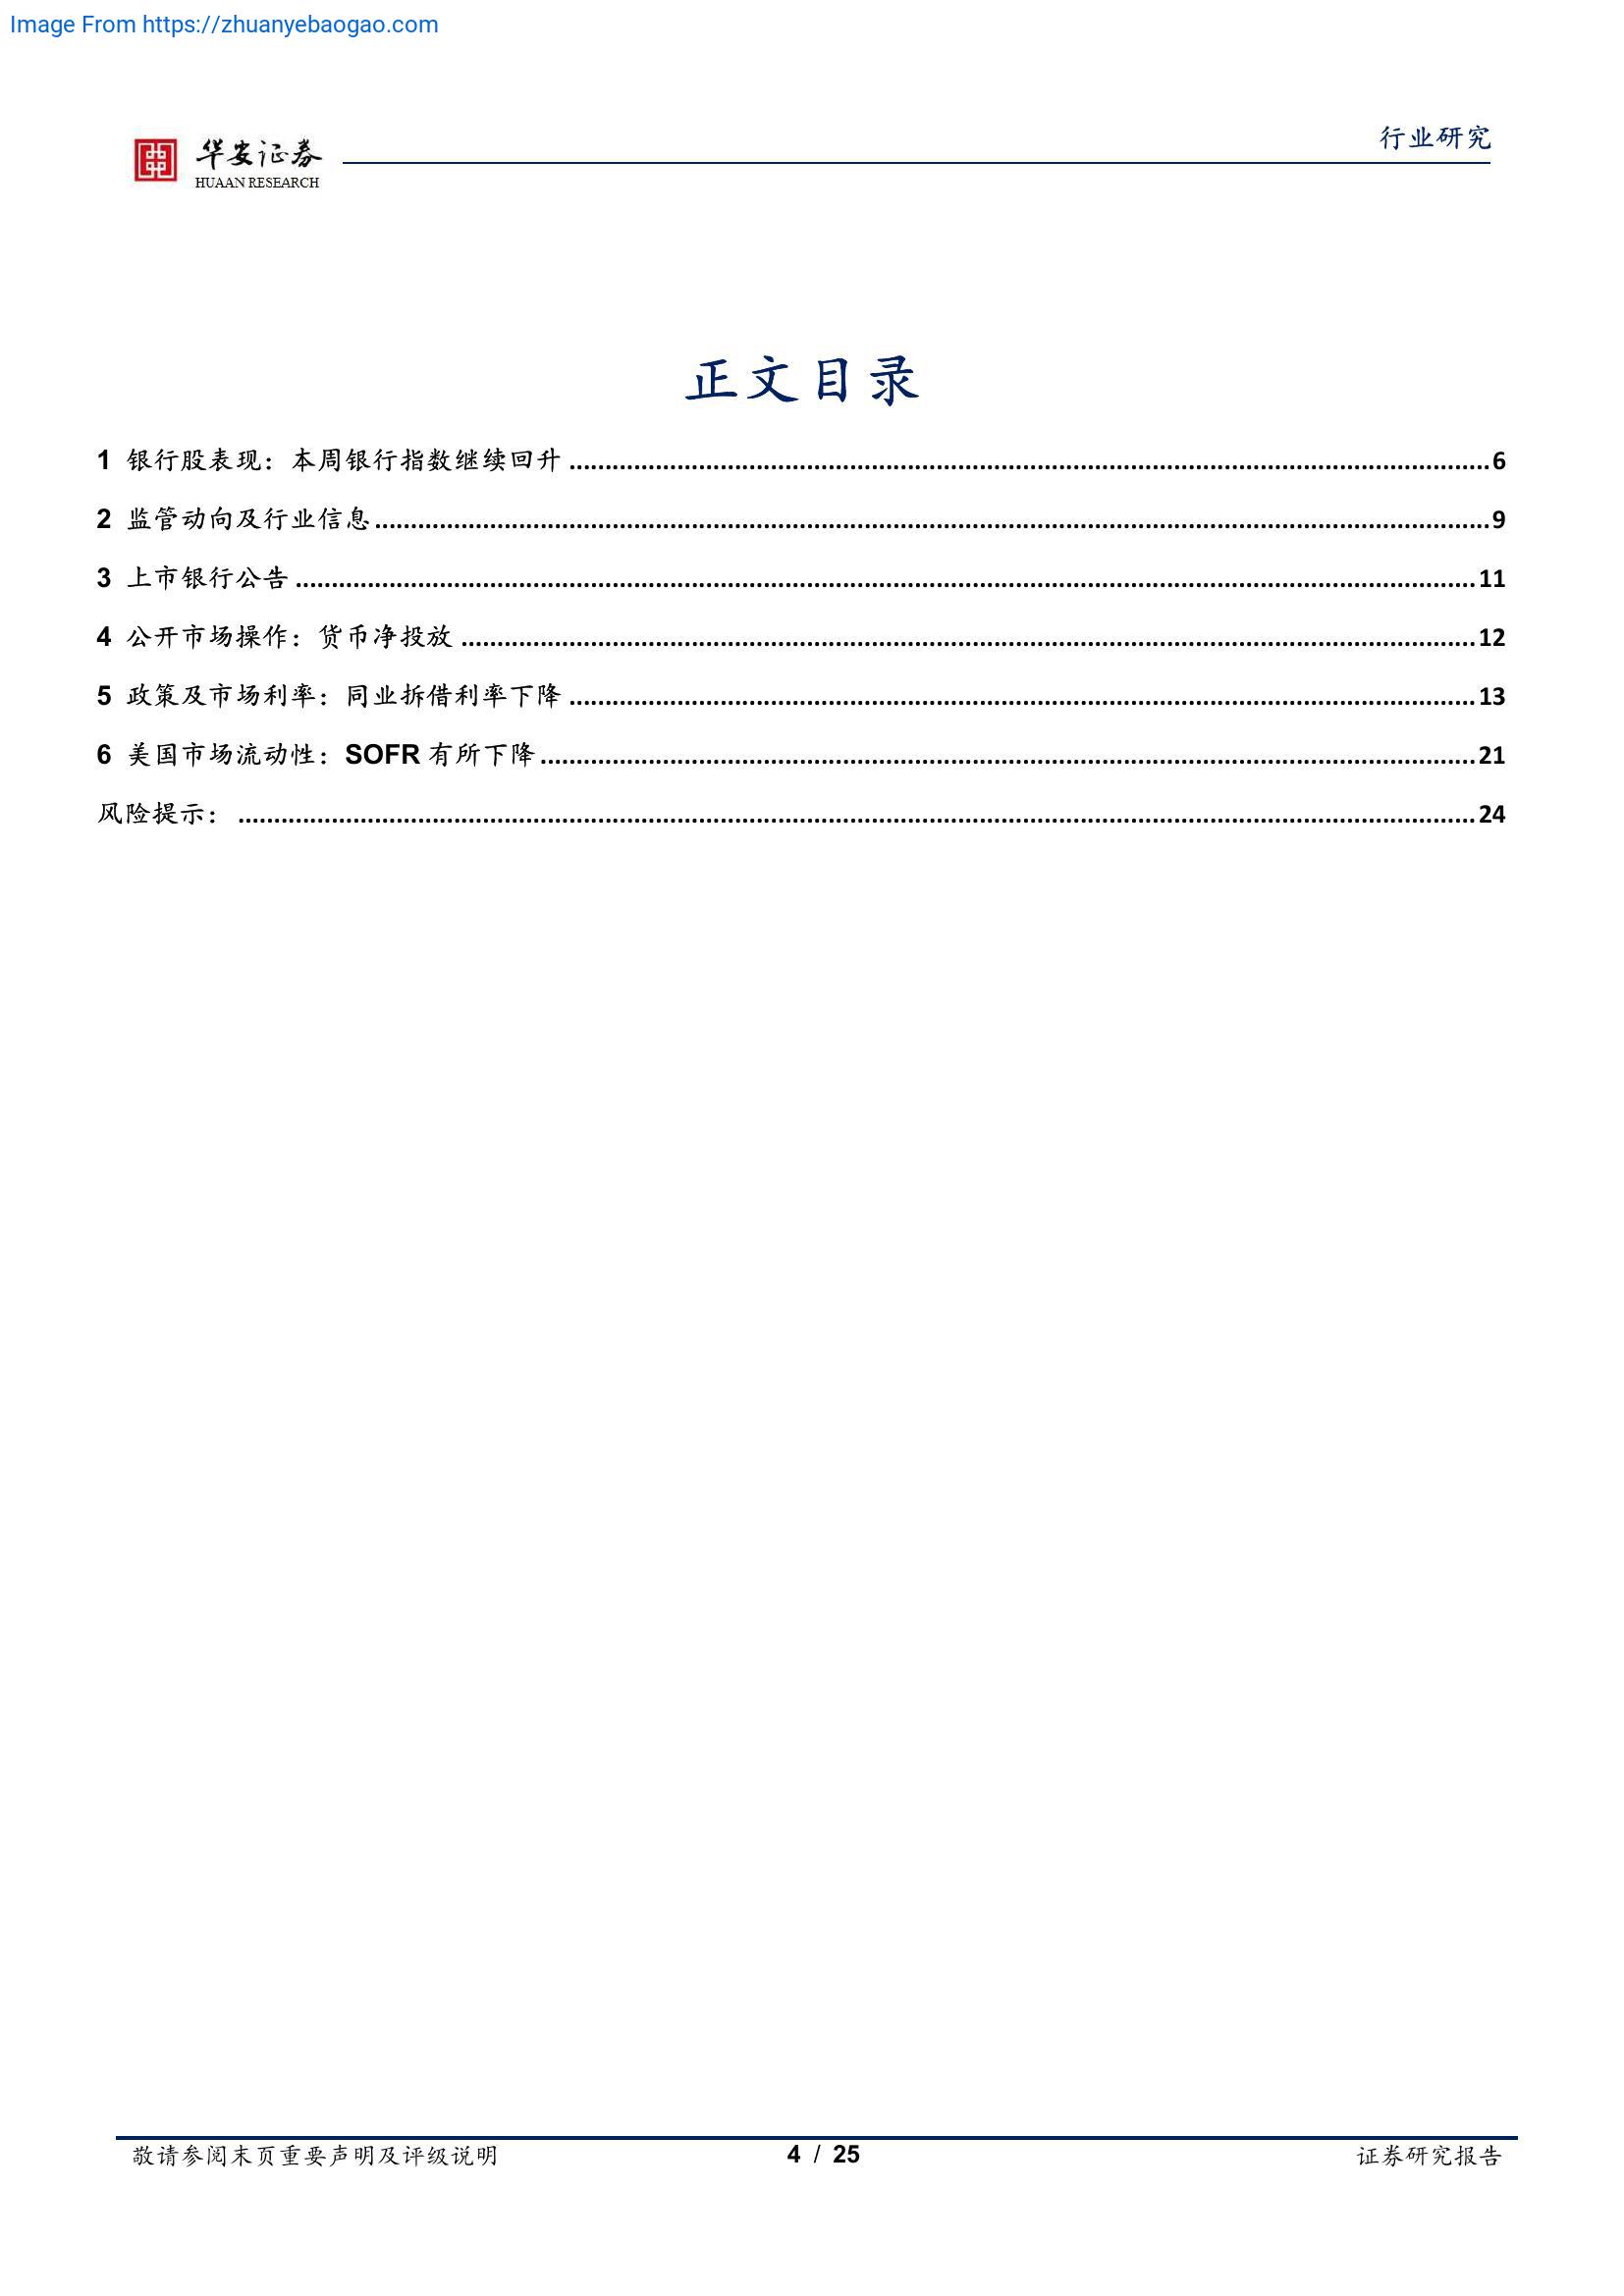 Image From https://zhuanyebaogao.com
华安证券
HUAAN RESEARCH
行业研究
正文目录
1 银行股表现：本周银行指数继续回升 6
2 监管动向及行业信息 9
3 上市银行公告 11
4 公开市场操作：货币净投放 12
5 政策及市场利率：同业拆借利率下降 13
6 美国市场流动性：SOFR 有所下降 21
风险提示： 24
敬请参阅末页重要声明及评级说明
4 / 25
证券研究报告